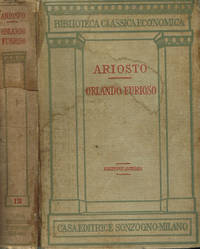 ARIOSTO
ORLANDO
FURIOSO
12
BIBLIOTECA CLASSICA ECONOMICA
ARIOSTO
ORLANDO FURIOSO
CASA EDITRICE SONZOGNO-MILANO